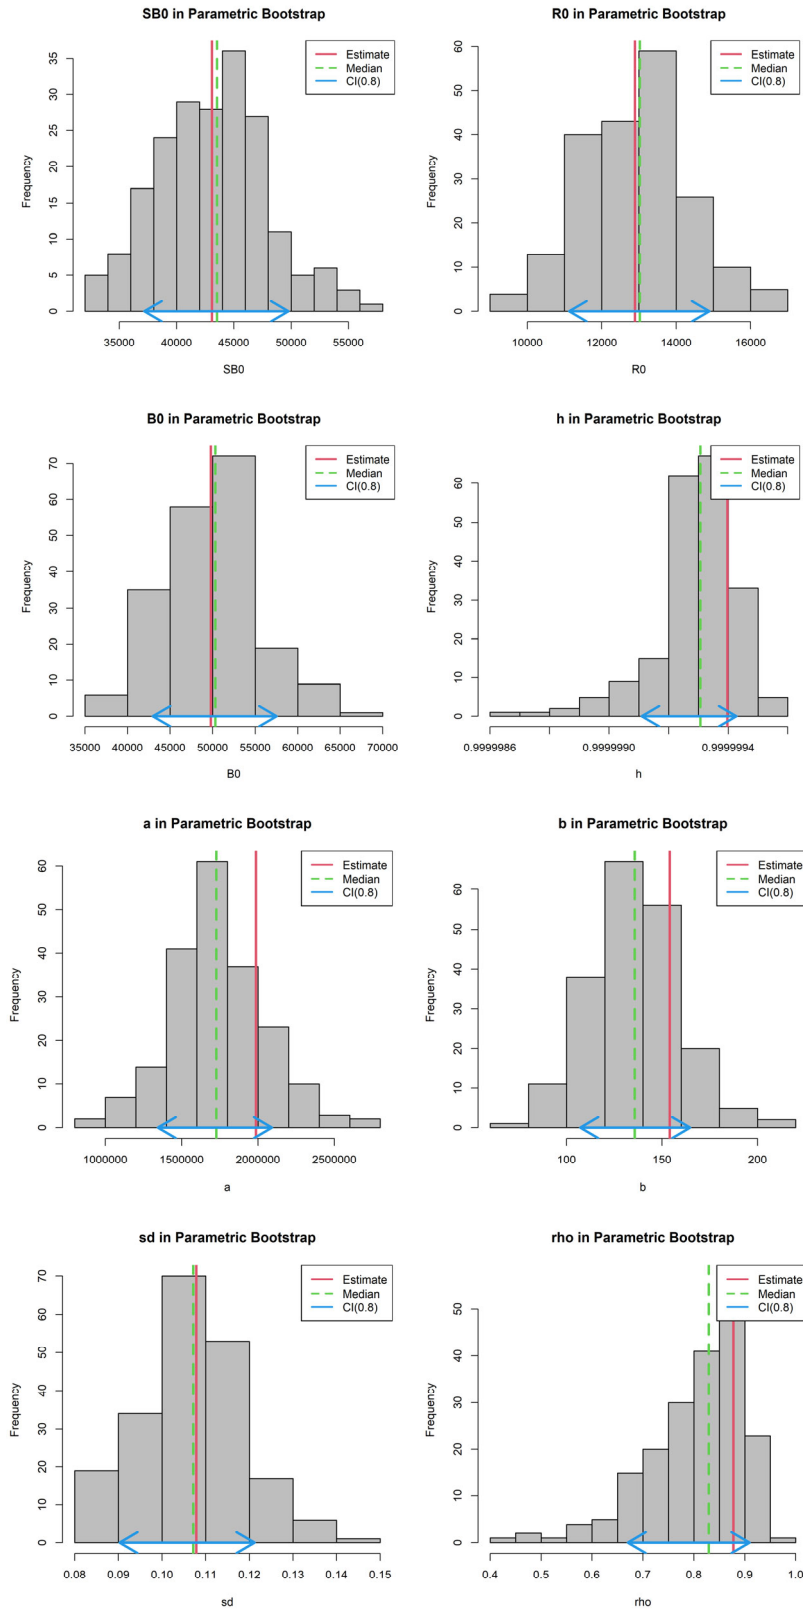 SB0 in Parametric Bootstrap
Estimate
Median
CI(0.8)
Frequency
0 5 10 15 20 25 30 35
35000 40000 45000 50000 55000
SB0
R0 in Parametric Bootstrap
Estimate
Median
CI(0.8)
Frequency
0 10 20 30 40 50 60
10000 12000 14000 16000
R0
B0 in Parametric Bootstrap
Estimate
Median
CI(0.8)
Frequency
0 10 20 30 40 50 60 70
35000 40000 45000 50000 55000 60000 65000 70000
B0
h in Parametric Bootstrap
Estimate
Median
CI(0.8)
Frequency
0 10 20 30 40 50 60
0.9999986 0.9999990 0.9999994
h
a in Parametric Bootstrap
Estimate
Median
CI(0.8)
Frequency
0 10 20 30 40 50 60
1000000 1500000 2000000 2500000
a
b in Parametric Bootstrap
Estimate
Median
CI(0.8)
Frequency
0 10 20 30 40 50 60
100 150 200
b
sd in Parametric Bootstrap
Estimate
Median
CI(0.8)
Frequency
0 10 20 30 40 50 60 70
0.08 0.09 0.10 0.11 0.12 0.13 0.14 0.15
sd
rho in Parametric Bootstrap
Estimate
Median
CI(0.8)
Frequency
0 10 20 30 40 50
0.4 0.5 0.6 0.7 0.8 0.9 1.0
rho